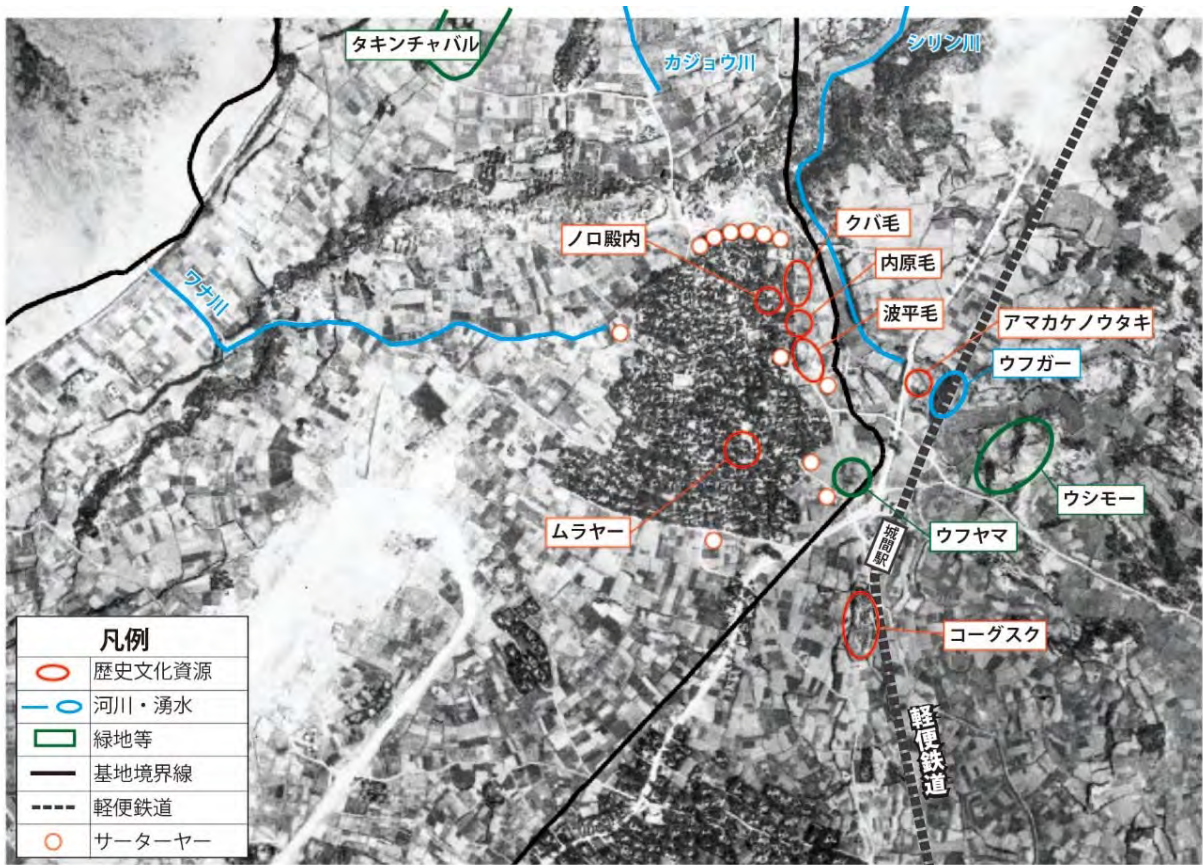 タキンチャバル
カジョウ川
シリン川
クバ毛
ノロ殿内
内原毛
ワナ川
波平毛
アマカケノウタキ
ウフガー
ムラヤー
ウシモー
ウフヤマ
城間駅
コーグスク
軽便鉄道
凡例
歴史文化資源
河川・湧水
緑地等
基地境界線
軽便鉄道
サーターヤー